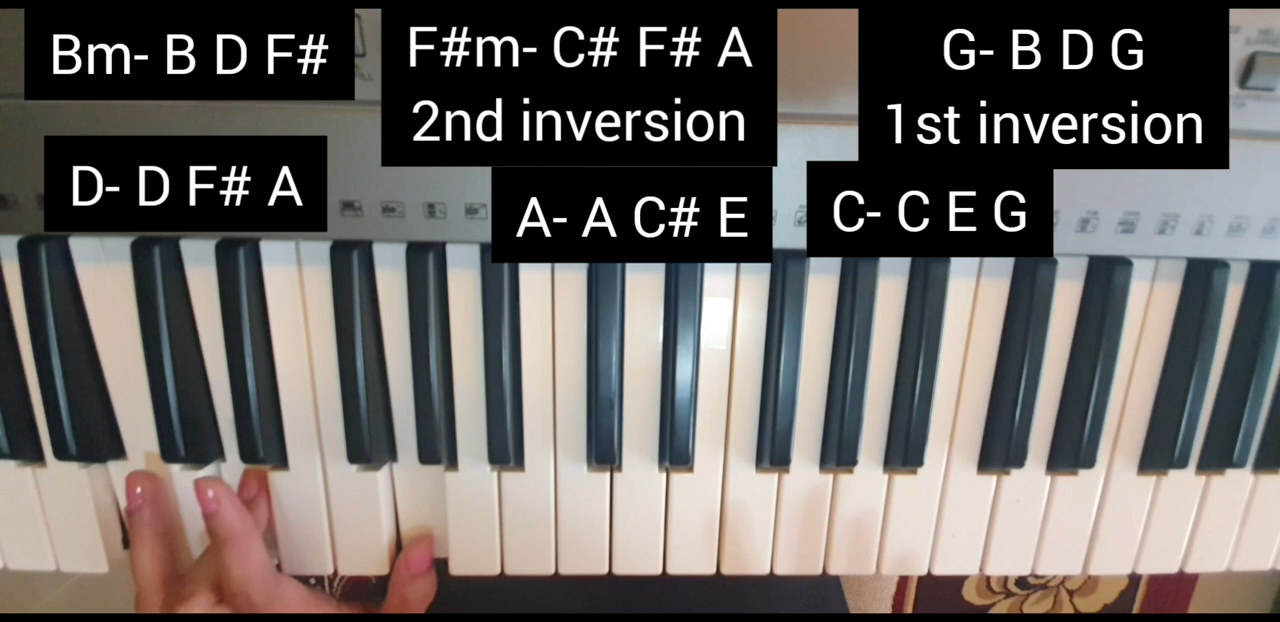 Bm- B D F#
D- D F# A
F#m- C# F# A
2nd inversion
A- A C# E
G- B D G
1st inversion
C- C E G